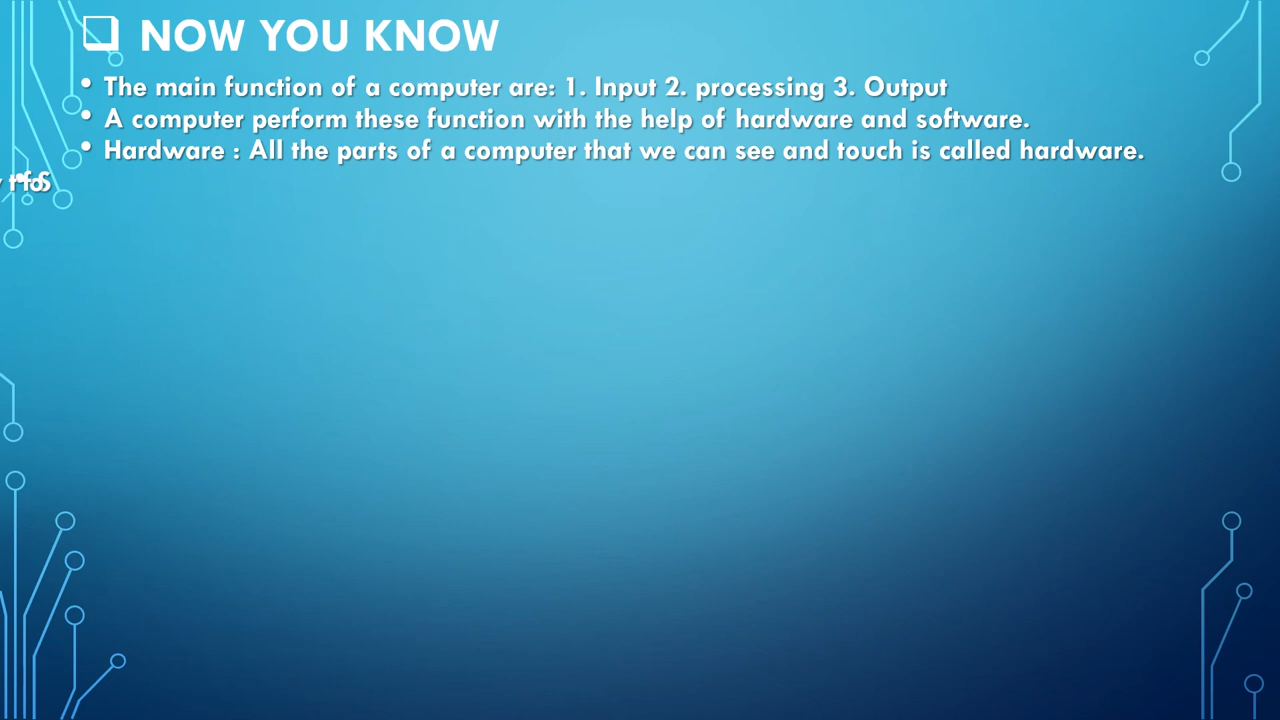 ❑ NOW YOU KNOW
• The main function of a computer are: 1. Input 2. processing 3. Output
• A computer perform these function with the help of hardware and software.
• Hardware : All the parts of a computer that we can see and touch is called hardware.